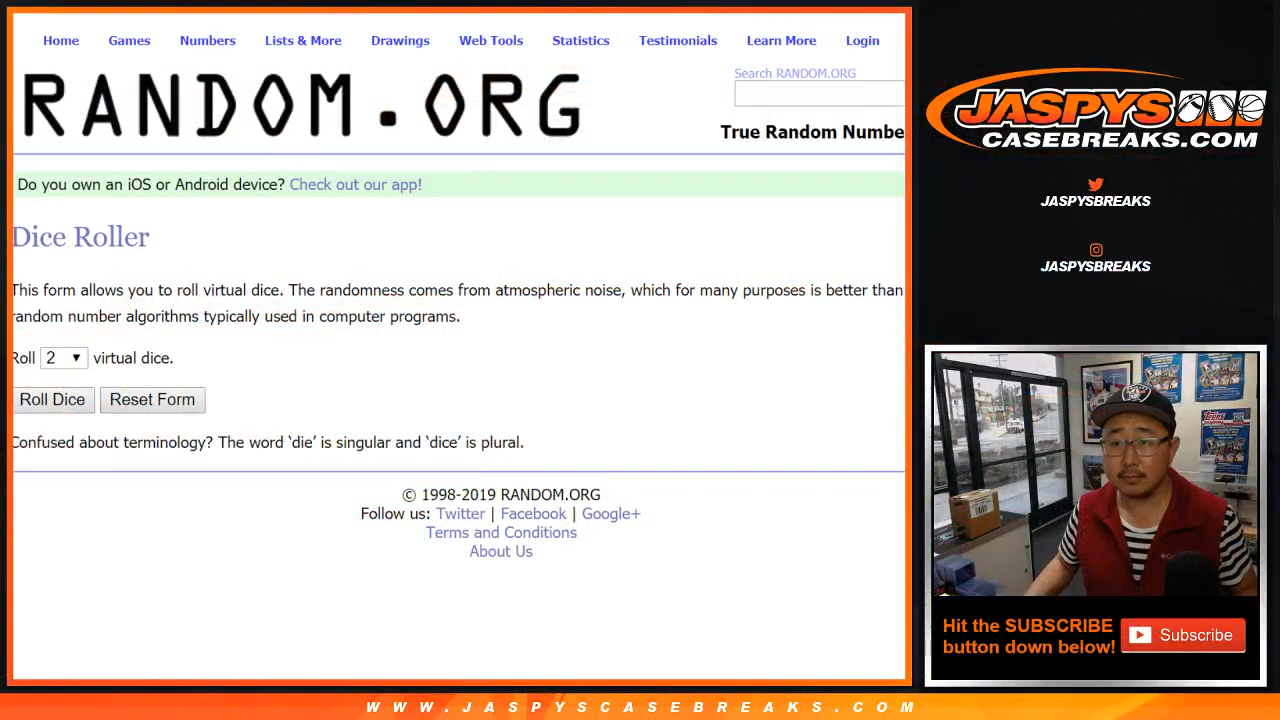 Home Games Numbers Lists & More Drawings Web Tools Statistics Testimonials Learn More Login
RANDOM.ORG
Search RANDOM.ORG
True Random Numbe
Do you own an iOS or Android device? Check out our app!
Dice Roller
This form allows you to roll virtual dice. The randomness comes from atmospheric noise, which for many purposes is better than
random number algorithms typically used in computer programs.
Roll 2 virtual dice.
Roll Dice Reset Form
Confused about terminology? The word ‘die’ is singular and ‘dice’ is plural.
© 1998-2019 RANDOM.ORG
Follow us: Twitter | Facebook | Google+
Terms and Conditions
About Us
JASPYS
CASEBREAKS.COM
JASPYSBREAKS
JASPYSBREAKS
Topps
Hit the SUBSCRIBE
button down below!
Subscribe
WWW.JASPYSCASEBREAKS.COM